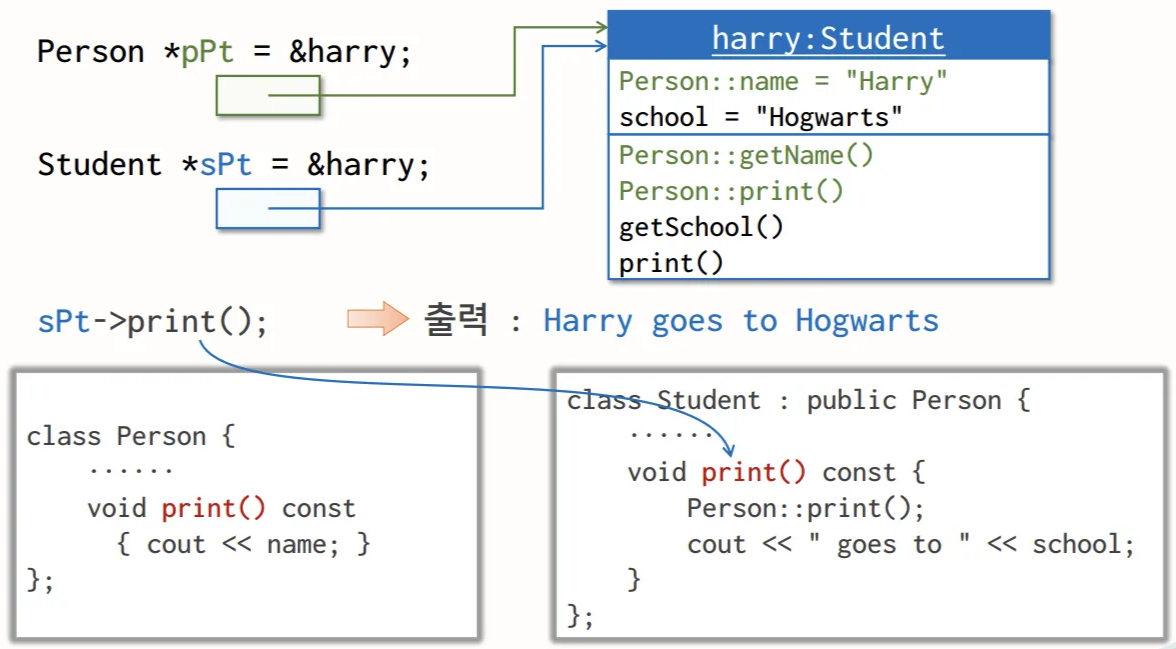 Person *pPt = &harry;
Student *sPt = &harry;
harry:Student
Person::name = "Harry"
school = "Hogwarts"
Person::getName()
Person::print()
getSchool()
print()
sPt->print(); 출력 : Harry goes to Hogwarts
class Person {
······
void print() const
{ cout << name; }
};
class Student : public Person {
······
void print() const {
Person::print();
cout << " goes to " << school;
}
};